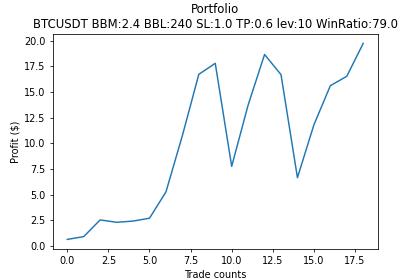 Portfolio
BTCUSDT BBM:2.4 BBL:240 SL:1.0 TP:0.6 lev:10 WinRatio:79.0
20.0
17.5
15.0
12.5
10.0
7.5
5.0
2.5
0.0
Profit ($)
0.0 2.5 5.0 7.5 10.0 12.5 15.0 17.5
Trade counts